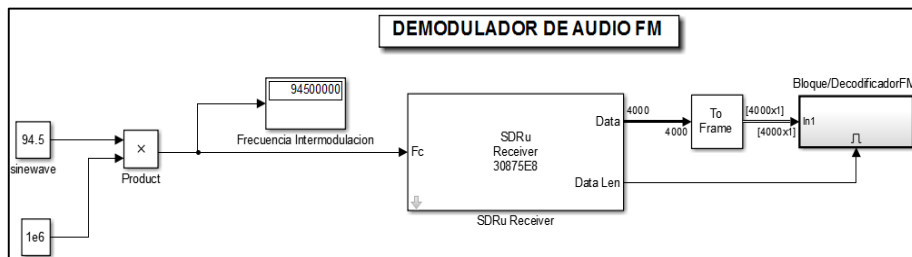 DEMODULADOR DE AUDIO FM
94.5
sinewave
1e6
×
Product
94500000
Frecuencia Intermodulacion
Fc
SDRu
Receiver
30875E8
Data
Data Len
SDRu Receiver
4000
4000
To
Frame
[4000x1]
[4000x1]
Bloque/DecodificadorFM
In1